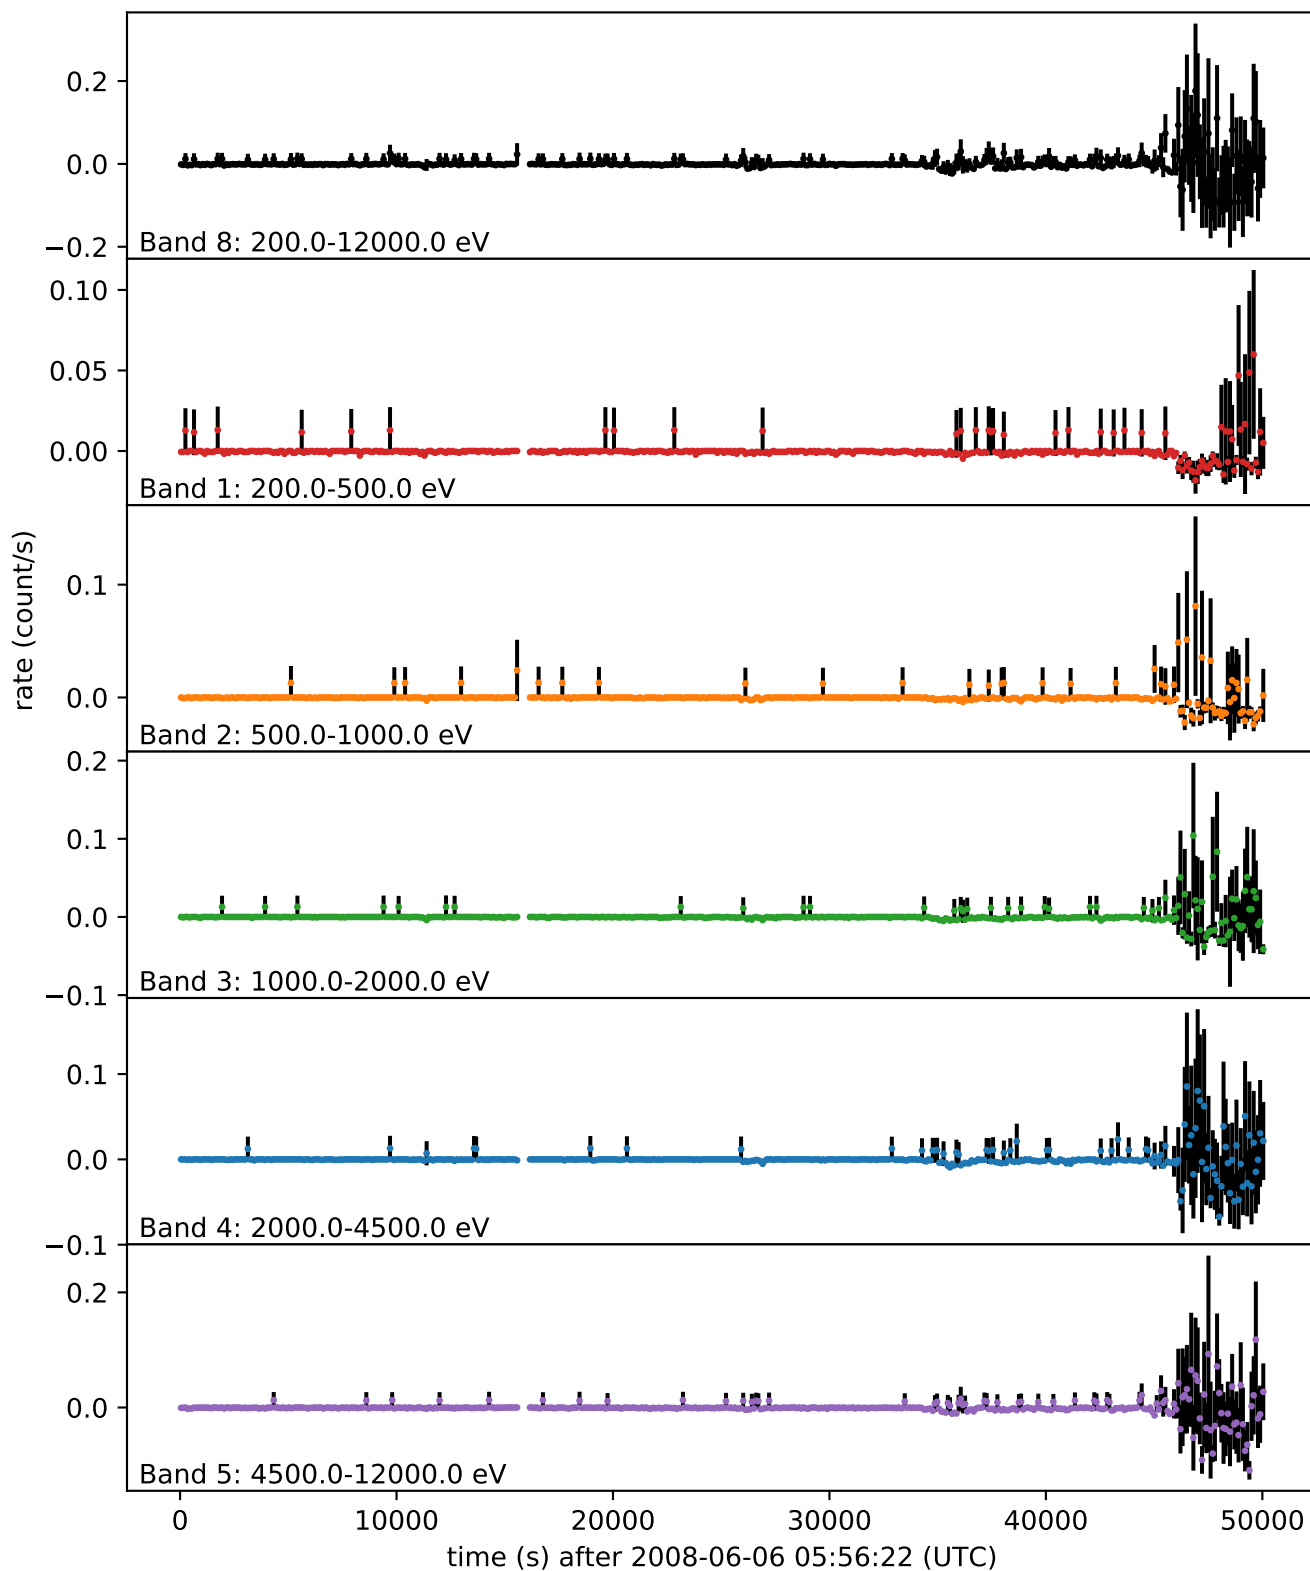 0.2
0.0
−0.2
Band 8: 200.0-12000.0 eV
0.10
0.05
0.00
Band 1: 200.0-500.0 eV
rate (count/s)
0.1
0.0
Band 2: 500.0-1000.0 eV
0.2
0.1
0.0
−0.1
Band 3: 1000.0-2000.0 eV
0.1
0.0
−0.1
Band 4: 2000.0-4500.0 eV
0.2
0.0
Band 5: 4500.0-12000.0 eV
0 10000 20000 30000 40000 50000
time (s) after 2008-06-06 05:56:22 (UTC)